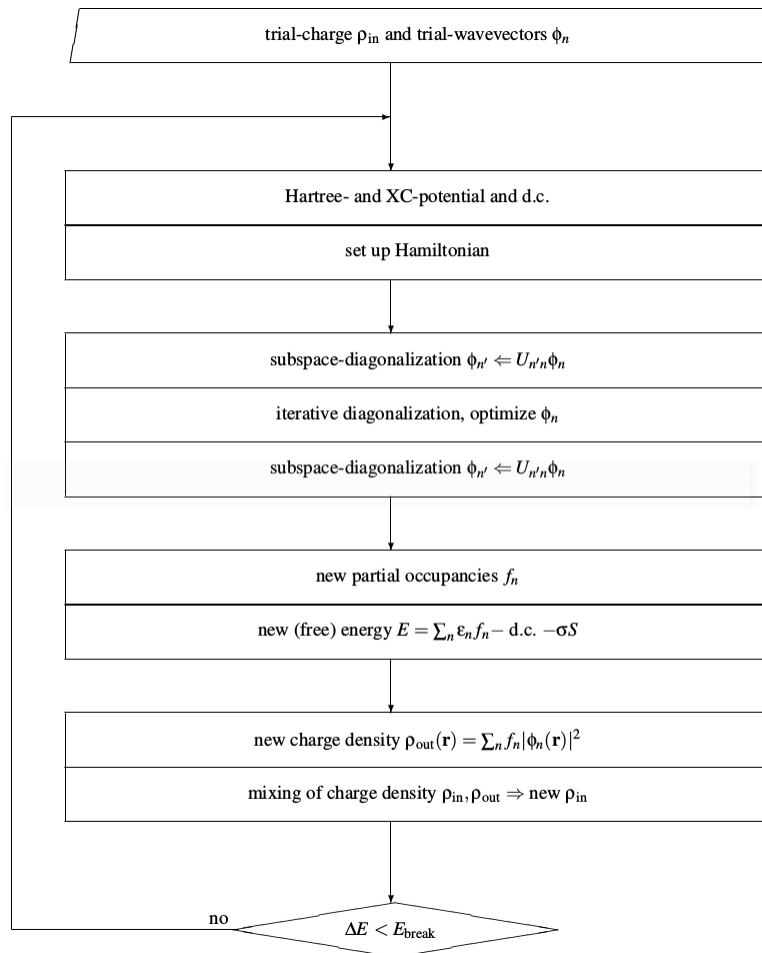 trial-charge ρin and trial-wavevectors ϕn
Hartree- and XC-potential and d.c.
set up Hamiltonian
subspace-diagonalization ϕn′ ⇐ Un′nϕn
iterative diagonalization, optimize ϕn
subspace-diagonalization ϕn′ ⇐ Un′nϕn
new partial occupancies fn
new (free) energy E = ∑n εn fn − d.c. −σS
new charge density ρout(r) = ∑n fn|ϕn(r)|²
mixing of charge density ρin,ρout ⇒ new ρin
no
ΔE < Ebreak